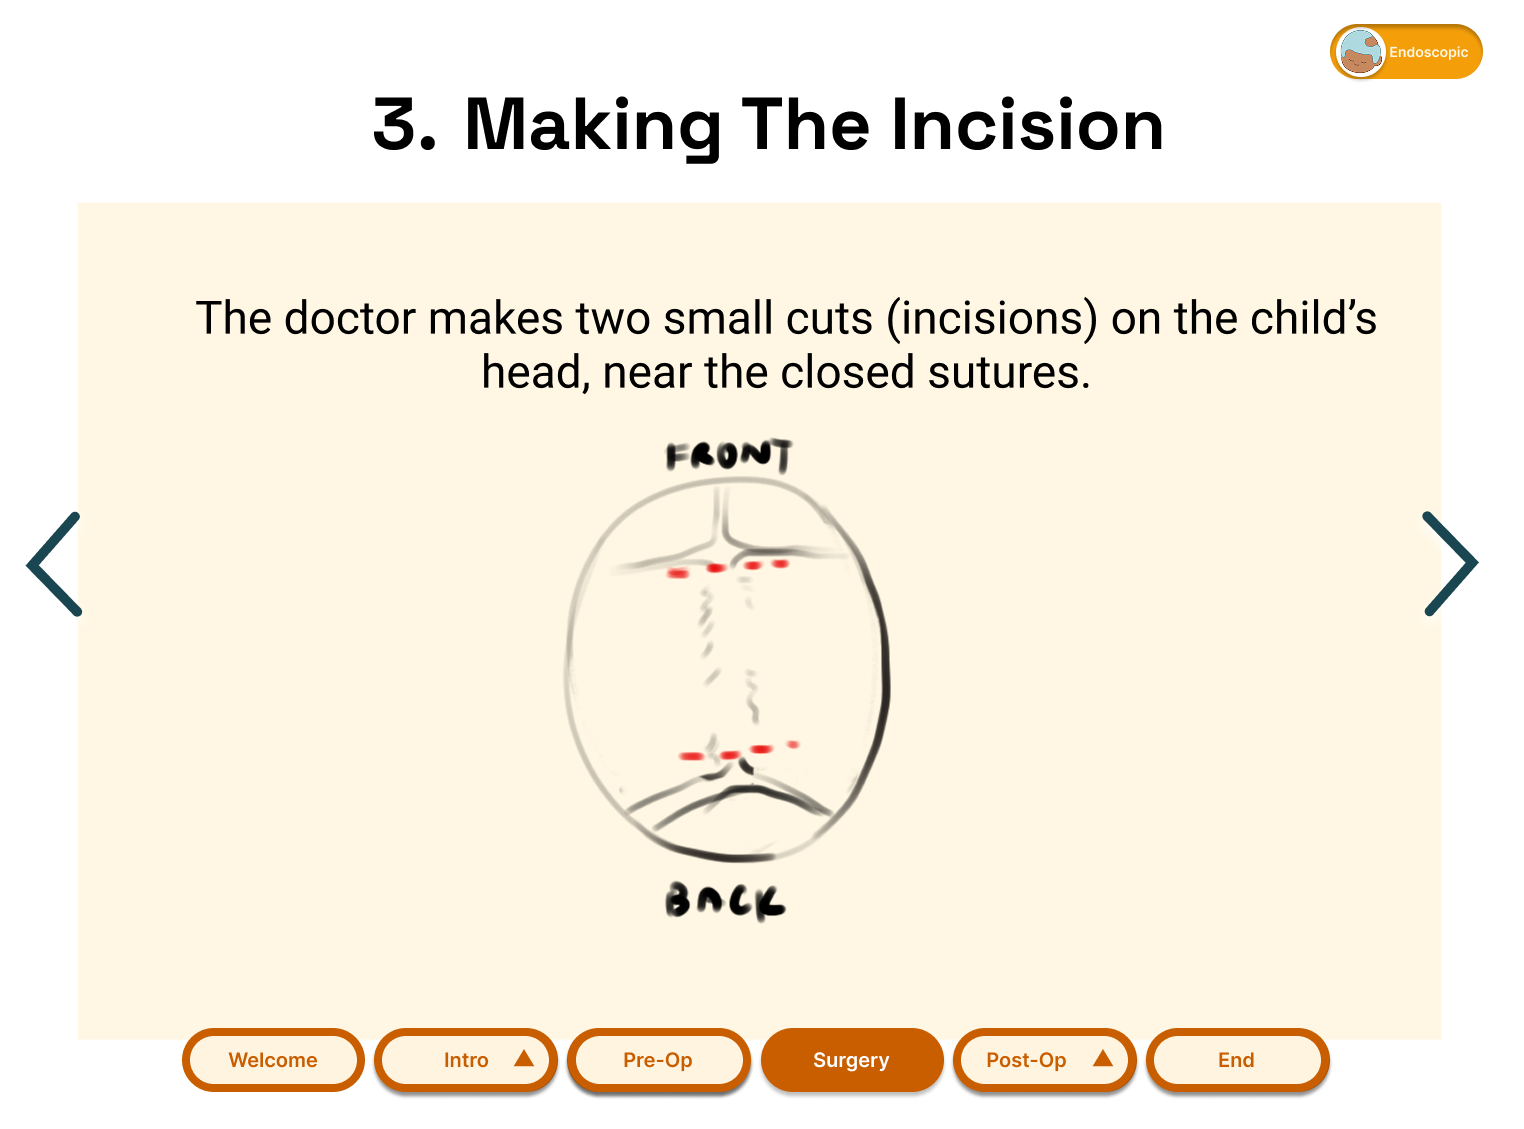 Endoscopic
3. Making The Incision
The doctor makes two small cuts (incisions) on the child’s
head, near the closed sutures.
FRONT
BACK
Welcome
Intro
Pre-Op
Surgery
Post-Op
End